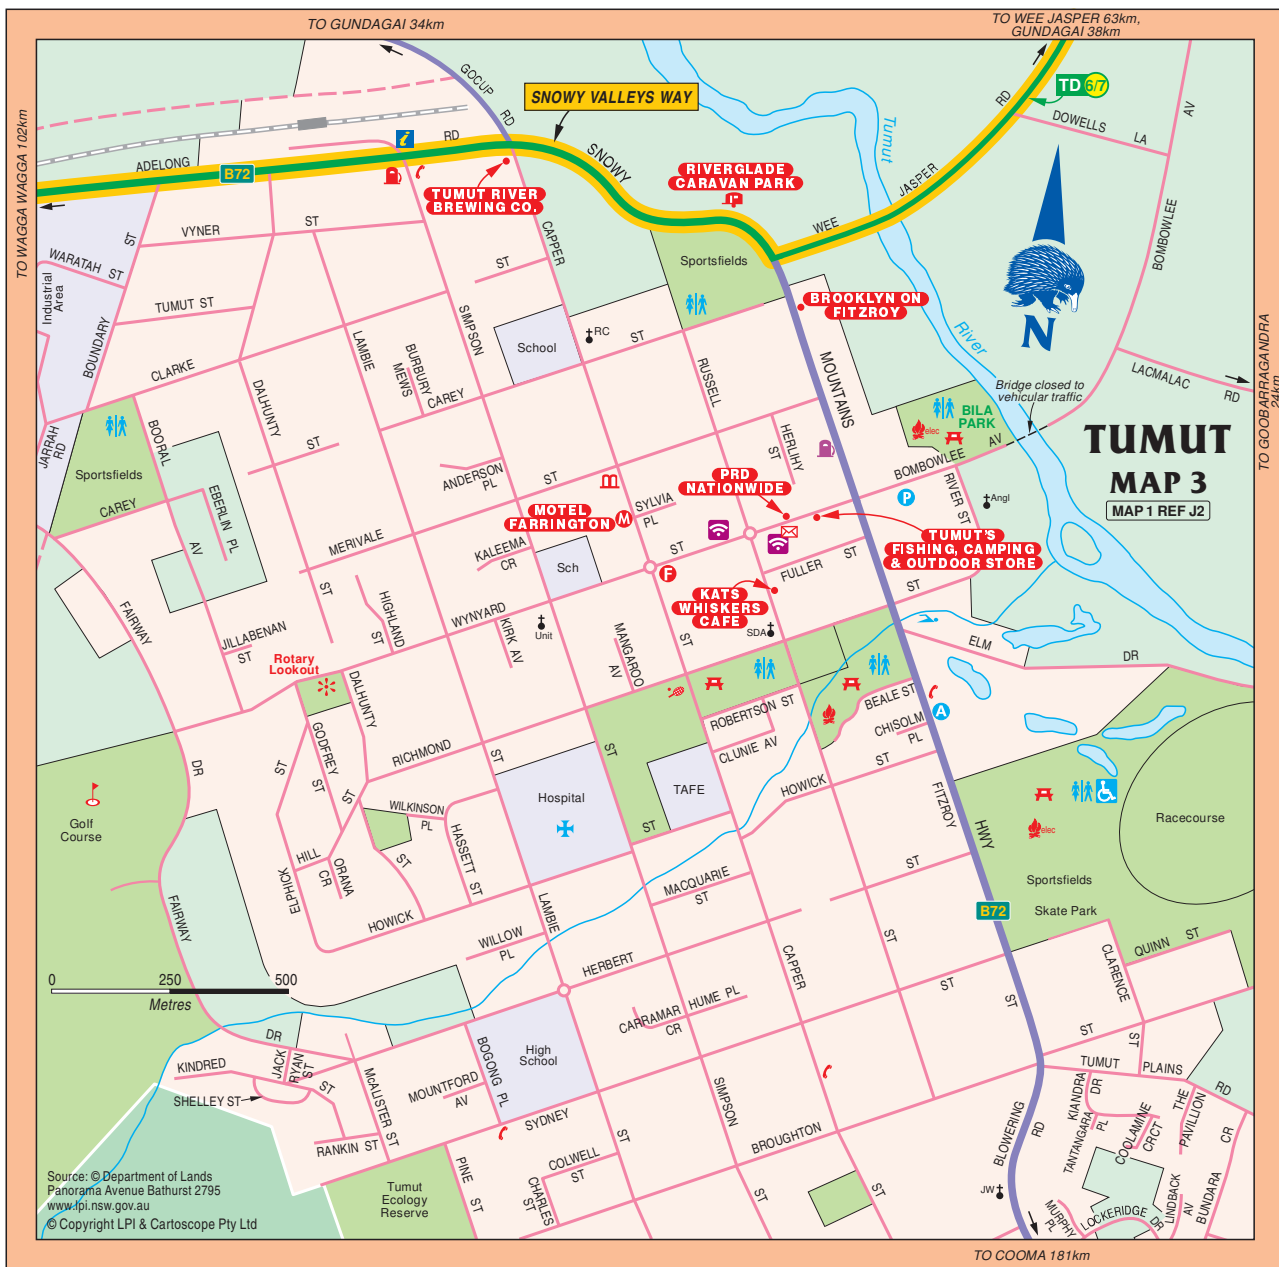 TO GUNDAGAI 34km
TO WEE JASPER 63km,
GUNDAGAI 38km
TO WAGGA WAGGA 102km
TO GOOBARRAGANDRA
24km
TO COOMA 181km
GOCUP
RD
SNOWY VALLEYS WAY
TD 6/7
RD
DOWELLS
LA
AV
BOMBOWLEE
Tumut
River
ADELONG
B72
i
RD
SNOWY
TUMUT RIVER
BREWING CO.
RIVERGLADE
CARAVAN PARK
WEE
JASPER
VYNER
ST
ST
WARATAH ST
Industrial
Area
TUMUT ST
BOUNDARY
CAPPER
ST
Sportsfields
BROOKLYN ON
FITZROY
N
SIMPSON
School
RC
ST
MOUNTAINS
LAMBIE
BURBURY
MEWS
CAREY
RUSSELL
CLARKE
DALHUNTY
LACMALAC
RD
Bridge closed to
vehicular traffic
BILA
PARK
elec
TUMUT
MAP 3
MAP 1 REF J2
JARRAH
RD
Sportsfields
BOORAL
ST
HERLIHY
ST
BOMBOWLEE
AV
ANDERSON
PL
ST
PRD
NATIONWIDE
CAREY
EBERLIN PL
AV
MOTEL
FARRINGTON
M
SYLVIA
PL
P
RIVER ST
Angl
TUMUT'S
FISHING, CAMPING
& OUTDOOR STORE
MERIVALE
KALEEMA
CR
Sch
ST
F
FULLER
ST
KATS
WHISKERS
CAFE
ST
FAIRWAY
ST
HIGHLAND
ST
WYNYARD
KIRK AV
Unit
MANGAROO
AV
ST
SDA
ELM
DR
JILLABENAN
ST
Rotary
Lookout
DALHUNTY
ROBERTSON ST
BEALE ST
CHISOLM
PL
A
CLUNIE AV
GODFREY
ST
RICHMOND
ST
ST
ST
ST
DR
TAFE
HOWICK
ST
FITZROY
HWY
Hospital
WILKINSON
PL
HASSETT ST
ST
ST
elec
Racecourse
Golf
Course
HILL
CR
ORANA
ELPHICK
HOWICK
MACQUARIE
ST
ST
Sportsfields
Skate Park
B72
FAIRWAY
LAMBIE
WILLOW
PL
HERBERT
CAPPER
ST
ST
ST
CLARENCE
ST
QUINN ST
0
250
500
Metres
CARRAMAR
CR
HUME PL
DR
KINDRED
JACK
RYAN
ST
ST
SHELLEY ST
McALISTER ST
MOUNTFORD
AV
BOGONG PL
High
School
SYDNEY
SIMPSON
ST
TUMUT
PLAINS
RD
KIANDRA
DR
TANTANGARA
PL
COOLAMINE
CRCT
THE
PAVILLION
CR
BUNDARA
LINDBACK
AV
LOCKERIDGE
DR
MURPHY
PL
BLOWERING
RD
JW
RANKIN ST
BROUGHTON
ST
ST
ST
COLWELL
ST
CHARLES
ST
PINE
ST
Tumut
Ecology
Reserve
Source: © Department of Lands
Panorama Avenue Bathurst 2795
www.lpi.nsw.gov.au
© Copyright LPI & Cartoscope Pty Ltd